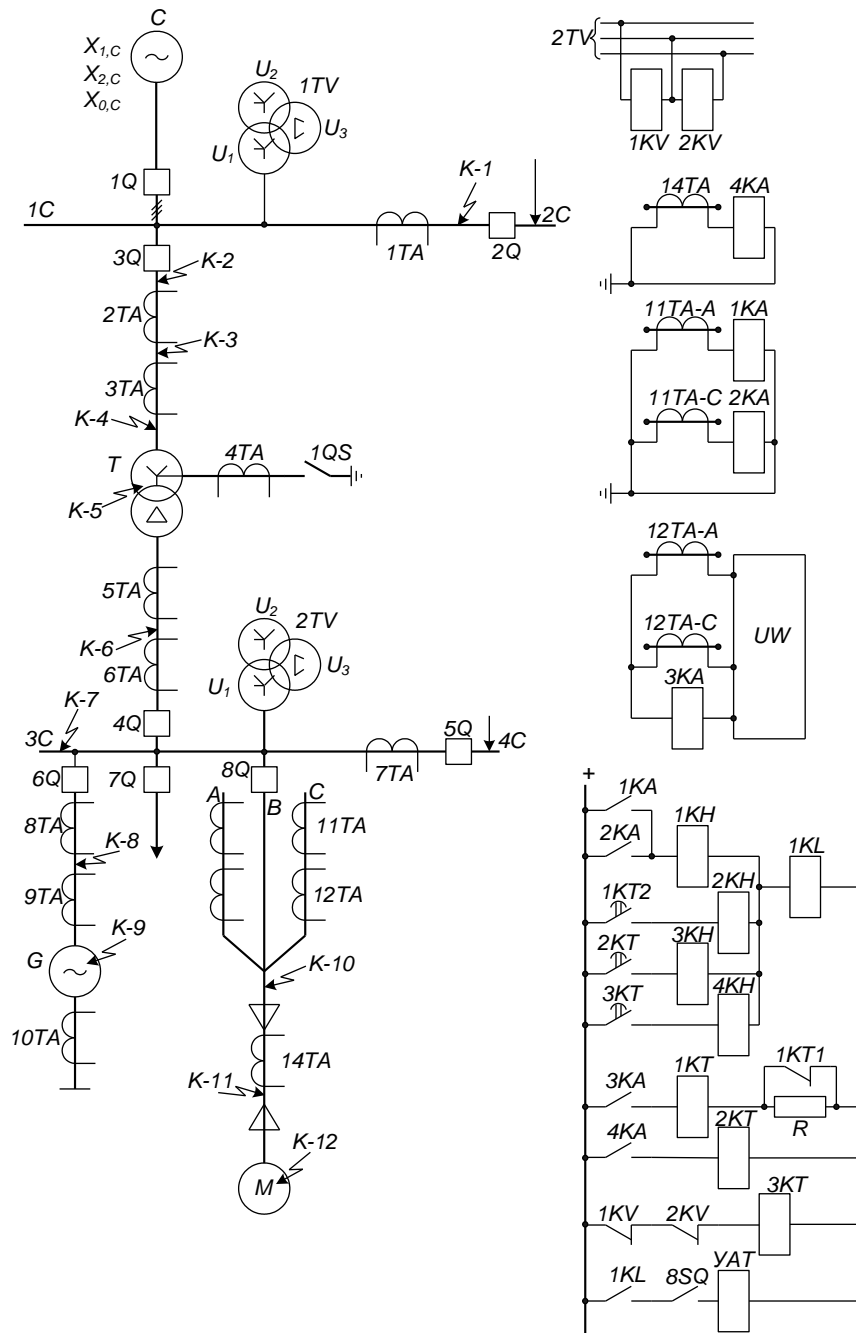 C
X1,C
X2,C
X0,C
U2
1TV
U3
U1
1Q
K-1
1C
2C
1TA
2Q
3Q
K-2
2TA
K-3
3TA
K-4
T
4TA
1QS
K-5
5TA
K-6
6TA
U2
2TV
U3
U1
K-7
4Q
3C
5Q
4C
7TA
6Q
7Q
8Q
A
B
C
8TA
11TA
K-8
9TA
12TA
K-9
G
K-10
10TA
14TA
K-11
K-12
M
2TV
1KV
2KV
14TA
4KA
11TA-A
1KA
11TA-C
2KA
12TA-A
12TA-C
UW
3KA
+
1KA
1KH
2KA
1KL
1KT2
2KH
2KT
3KH
3KT
4KH
3KA
1KT
1KT1
R
4KA
2KT
1KV
2KV
3KT
1KL
8SQ
УАТ